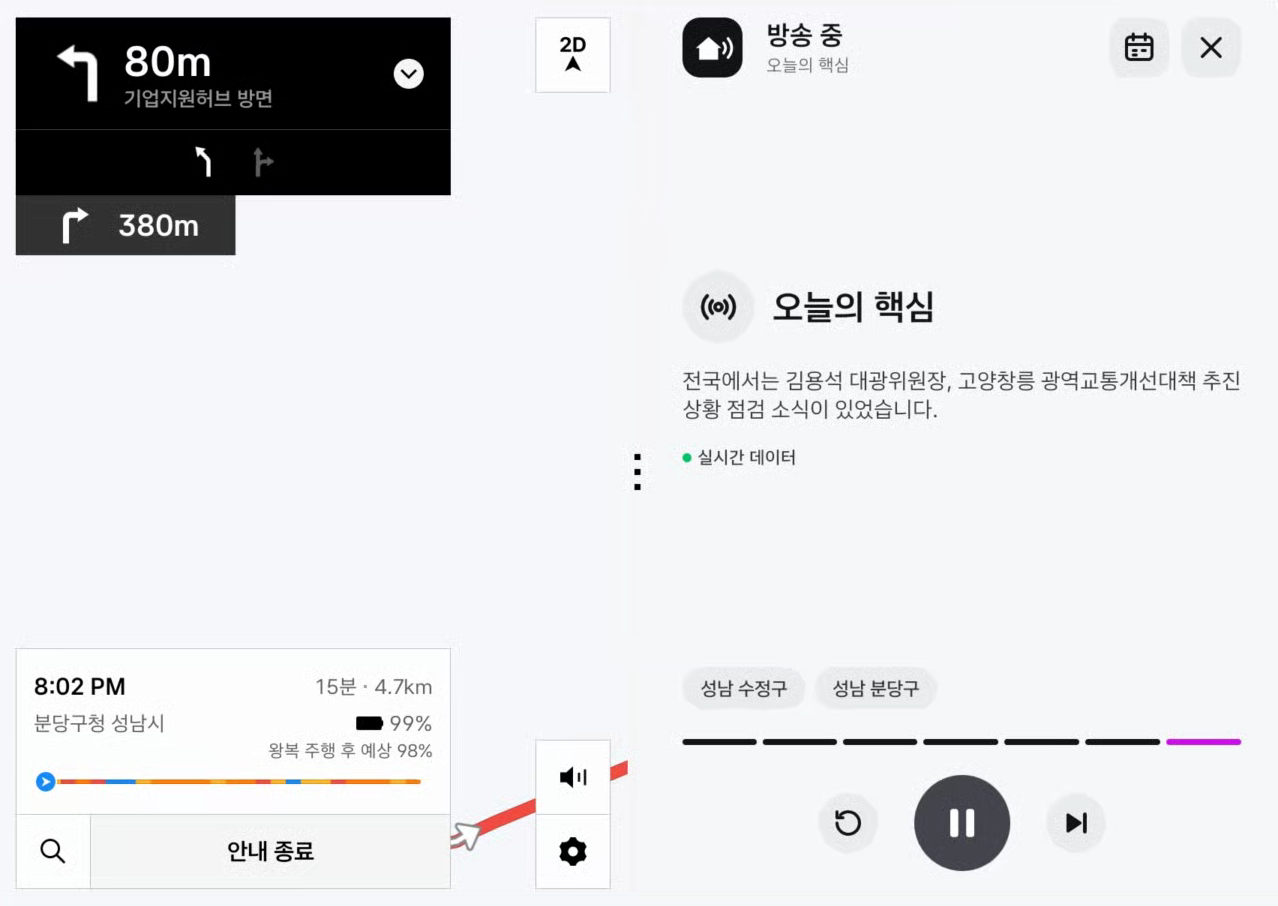 80m
기업지원허브 방면
380m
2D
8:02 PM
15분 · 4.7km
분당구청 성남시
99%
왕복 주행 후 예상 98%
안내 종료
방송 중
오늘의 핵심
오늘의 핵심
전국에서는 김용석 대광위원장, 고양창릉 광역교통개선대책 추진
상황 점검 소식이 있었습니다.
실시간 데이터
성남 수정구
성남 분당구